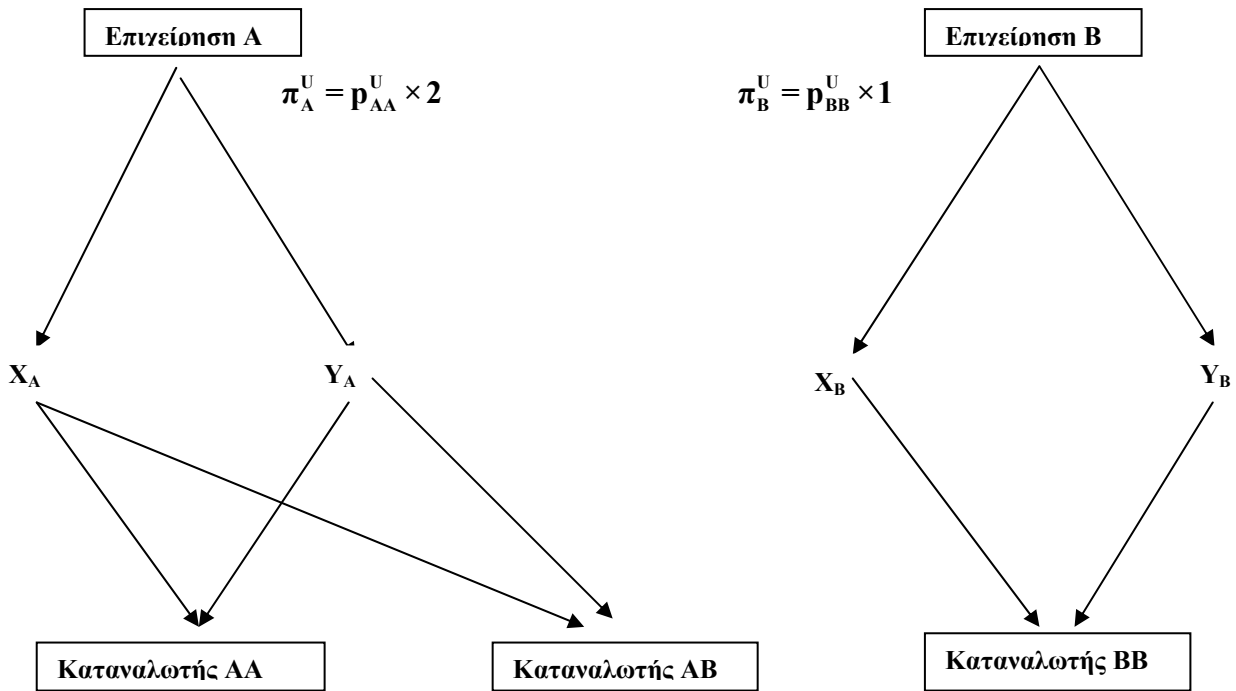 Επιχείρηση Α
Επιχείρηση Β
π_A^U = p_AA^U × 2
π_B^U = p_BB^U × 1
X_A
Y_A
X_B
Y_B
Καταναλωτής ΑΑ
Καταναλωτής ΑΒ
Καταναλωτής ΒΒ